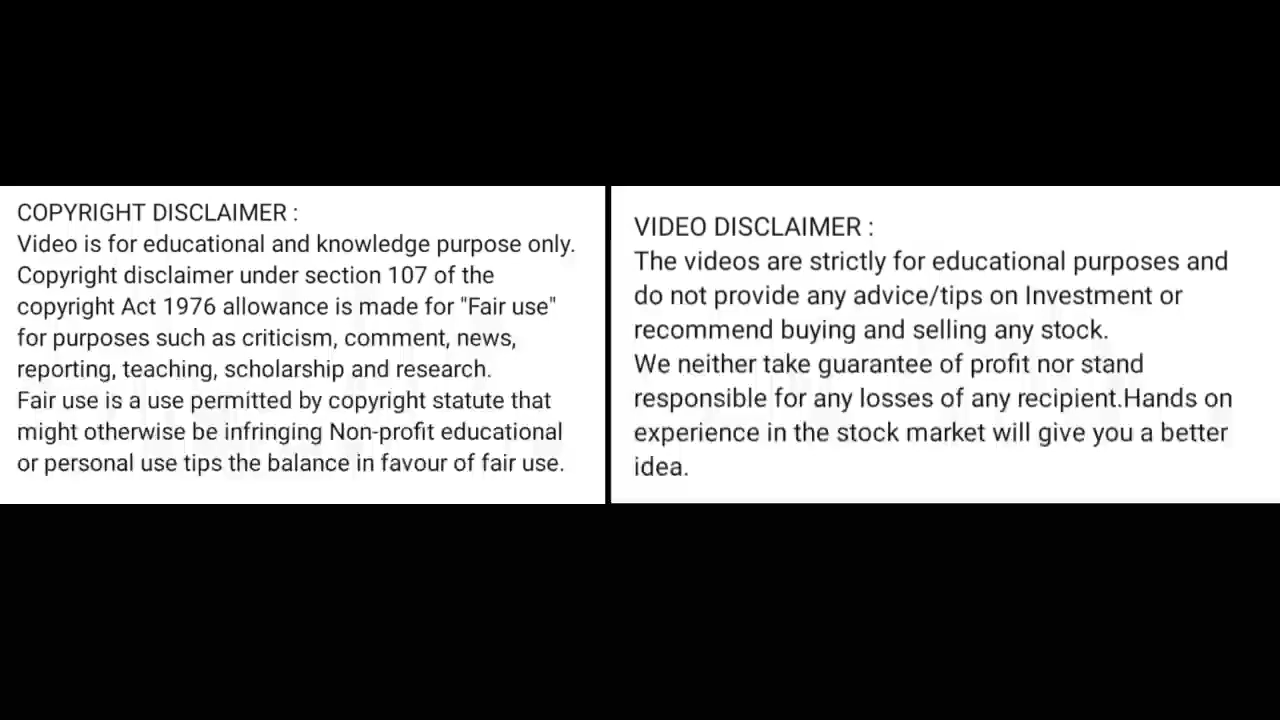 COPYRIGHT DISCLAIMER :
Video is for educational and knowledge purpose only.
Copyright disclaimer under section 107 of the
copyright Act 1976 allowance is made for "Fair use"
for purposes such as criticism, comment, news,
reporting, teaching, scholarship and research.
Fair use is a use permitted by copyright statute that
might otherwise be infringing Non-profit educational
or personal use tips the balance in favour of fair use.
VIDEO DISCLAIMER :
The videos are strictly for educational purposes and
do not provide any advice/tips on Investment or
recommend buying and selling any stock.
We neither take guarantee of profit nor stand
responsible for any losses of any recipient.Hands on
experience in the stock market will give you a better
idea.